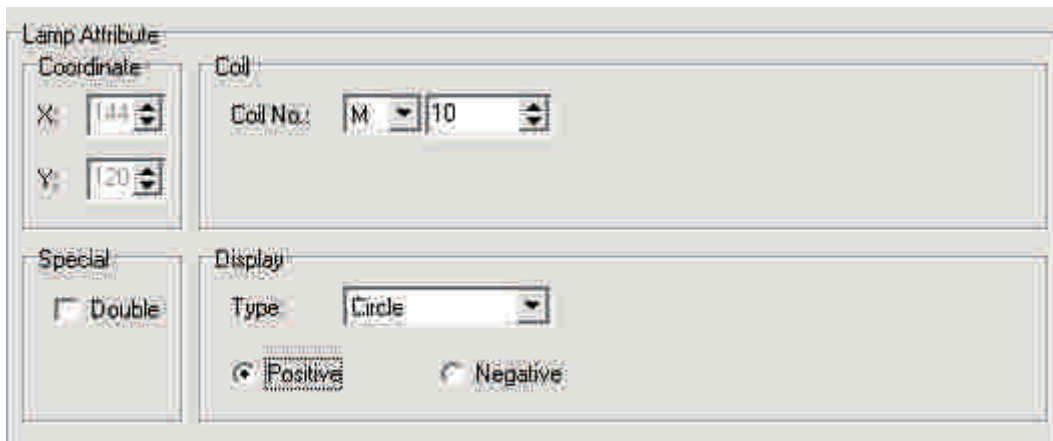 Lamp Attribute
Coordinate
X: 144
Y: 120
Coil
Coil No.: M 10
Special
Double
Display
Type: Circle
Positive Negative